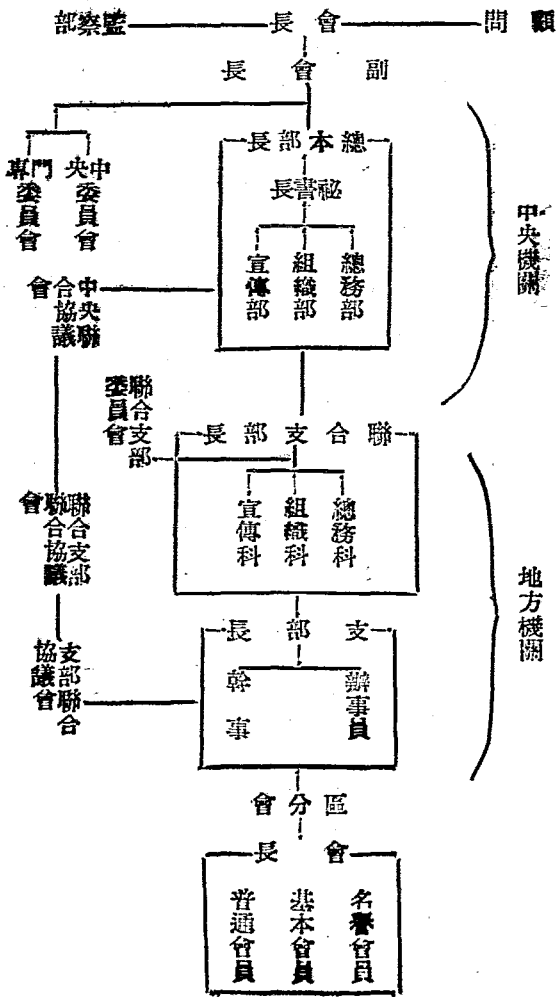 顧問
會長
監察部
副會長
中央機關
總本部長
祕書長
總務部
組織部
宣傳部
中央
委員會
專門
委員會
中央聯
合協議
會
地方機關
聯合支部長
聯合支部
委員會
總務科
組織科
宣傳科
聯合支部
聯合協議
會
支部長
辦事員
幹事
支部聯合
協議會
區分會
會長
名譽會員
基本會員
普通會員